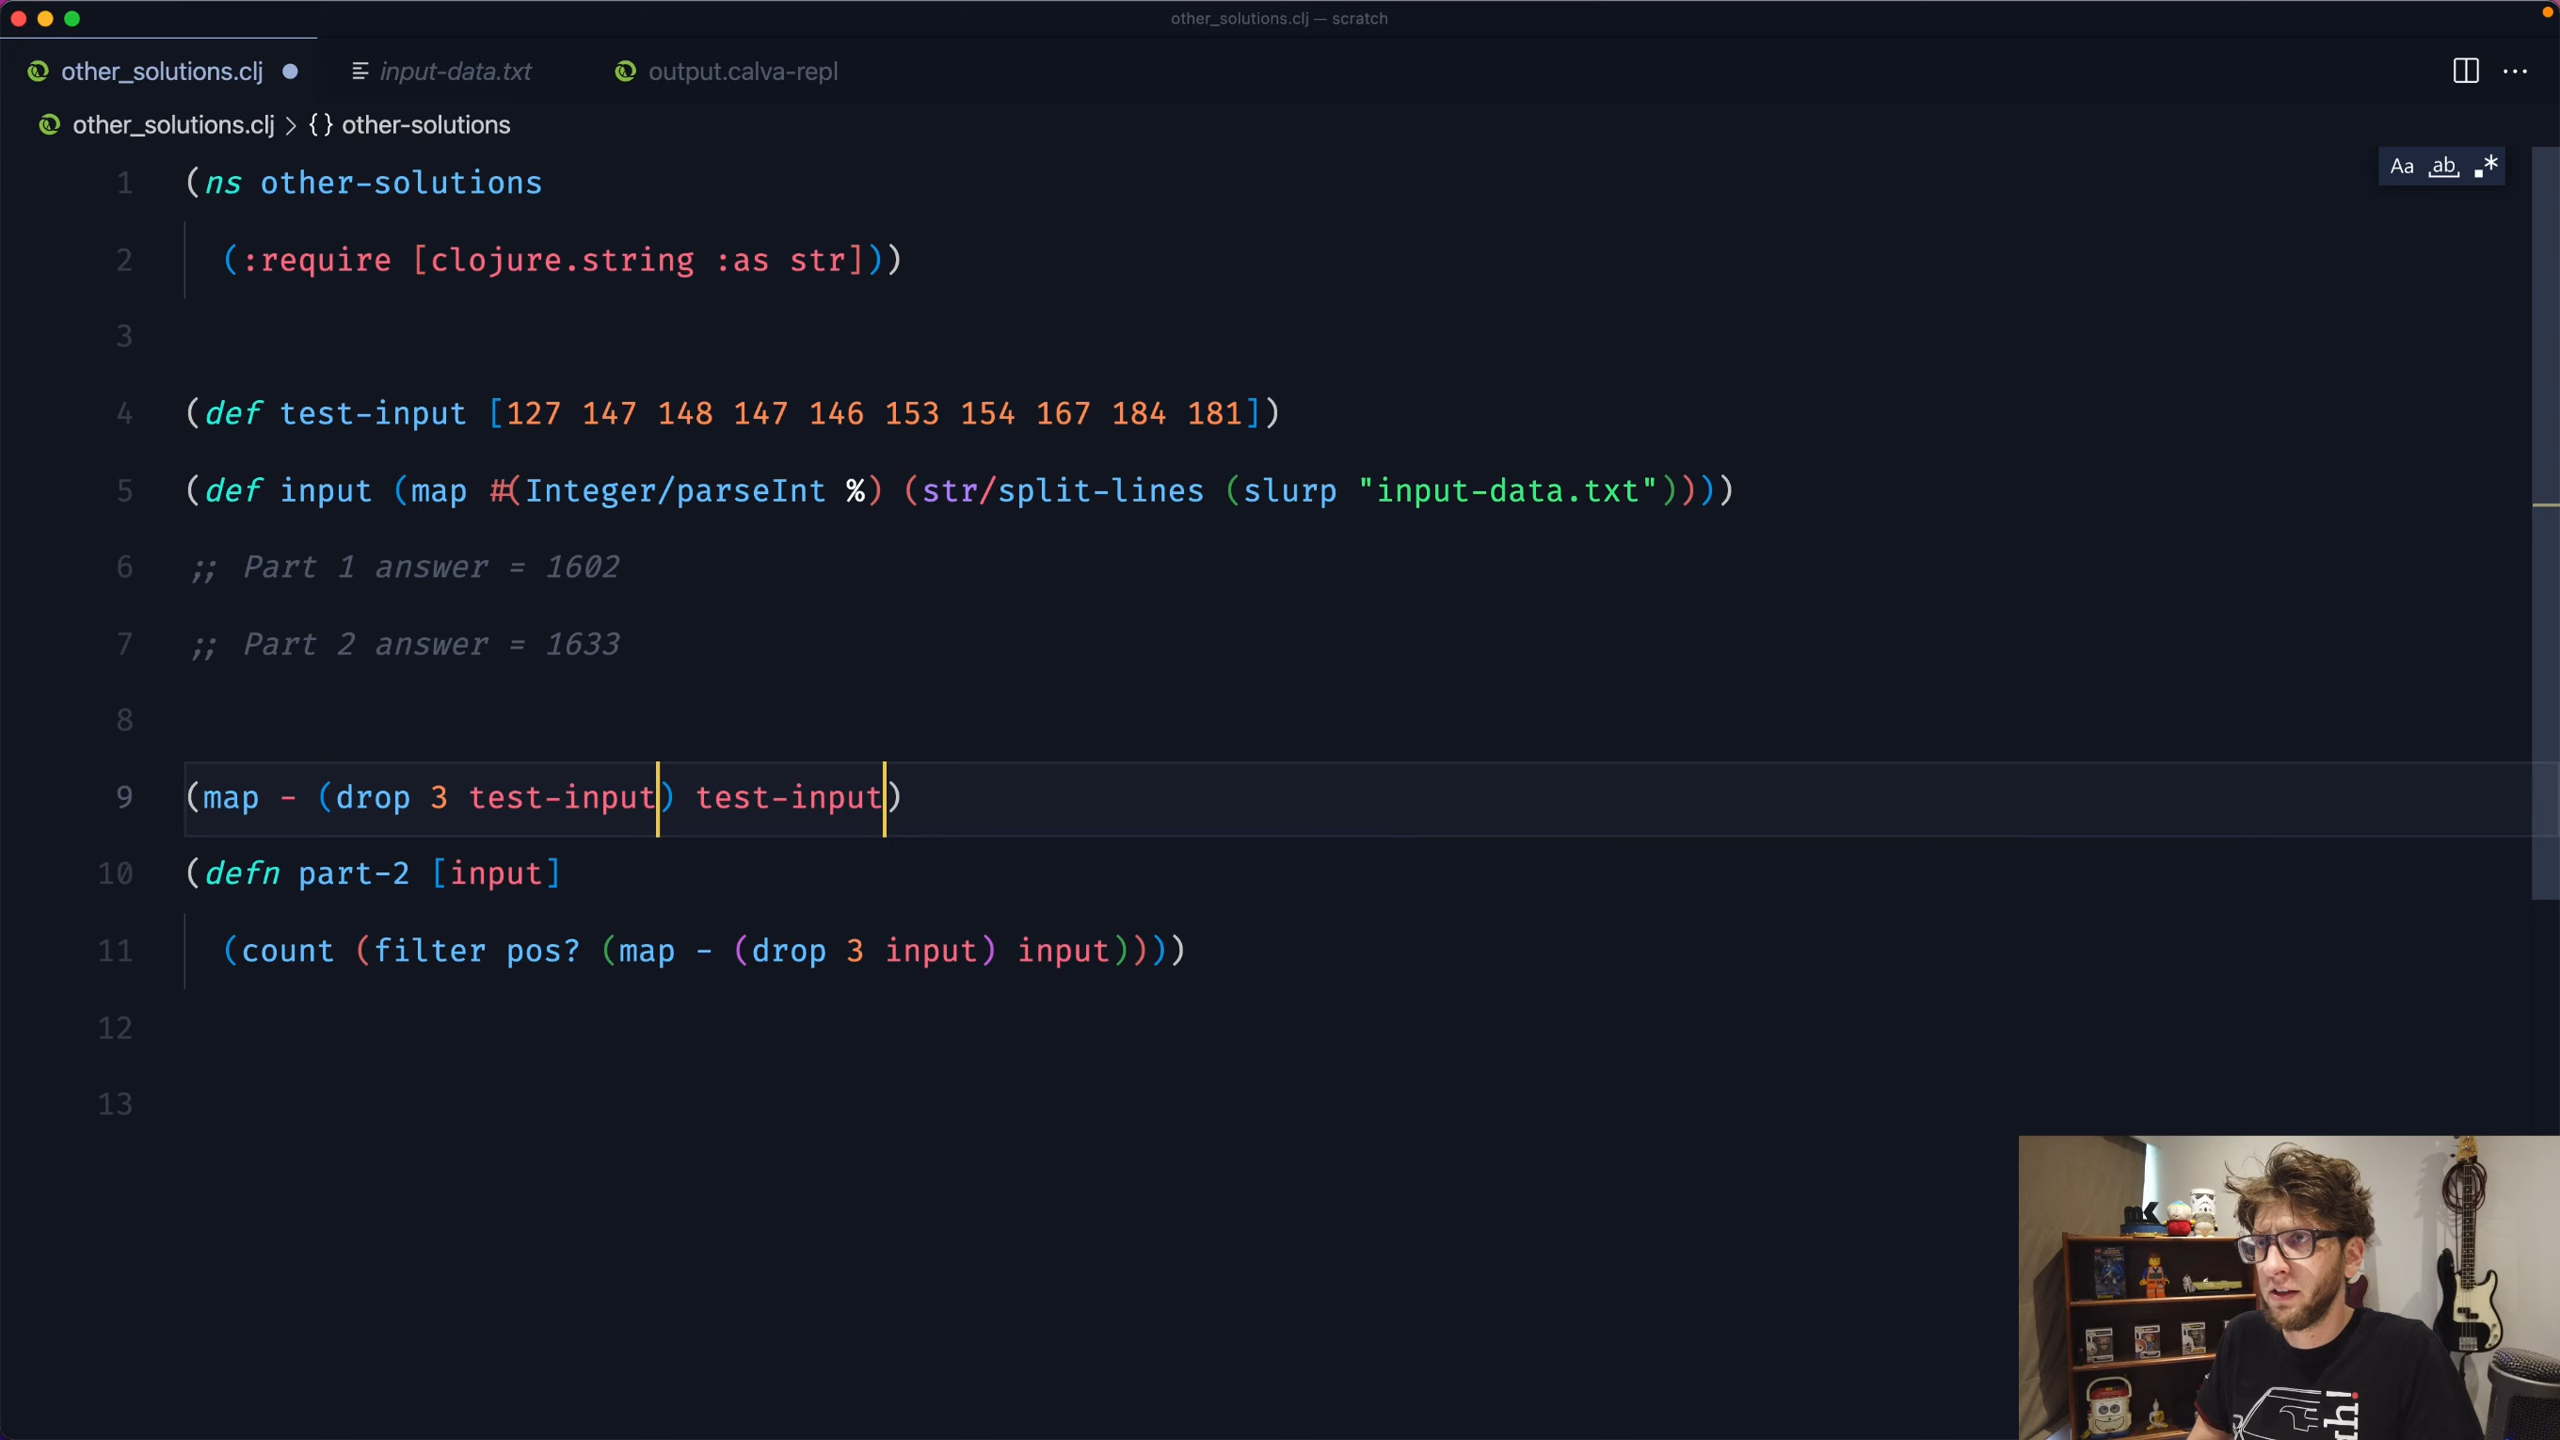 other_solutions.clj — scratch
other_solutions.clj input-data.txt output.calva-repl
other_solutions.clj > {} other-solutions
Aa ab
1 (ns other-solutions
2 (:require [clojure.string :as str]))
3
4 (def test-input [127 147 148 147 146 153 154 167 184 181])
5 (def input (map #(Integer/parseInt %) (str/split-lines (slurp "input-data.txt"))))
6 ;; Part 1 answer = 1602
7 ;; Part 2 answer = 1633
8
9 (map - (drop 3 test-input) test-input)
10 (defn part-2 [input]
11 (count (filter pos? (map - (drop 3 input) input))))
12
13